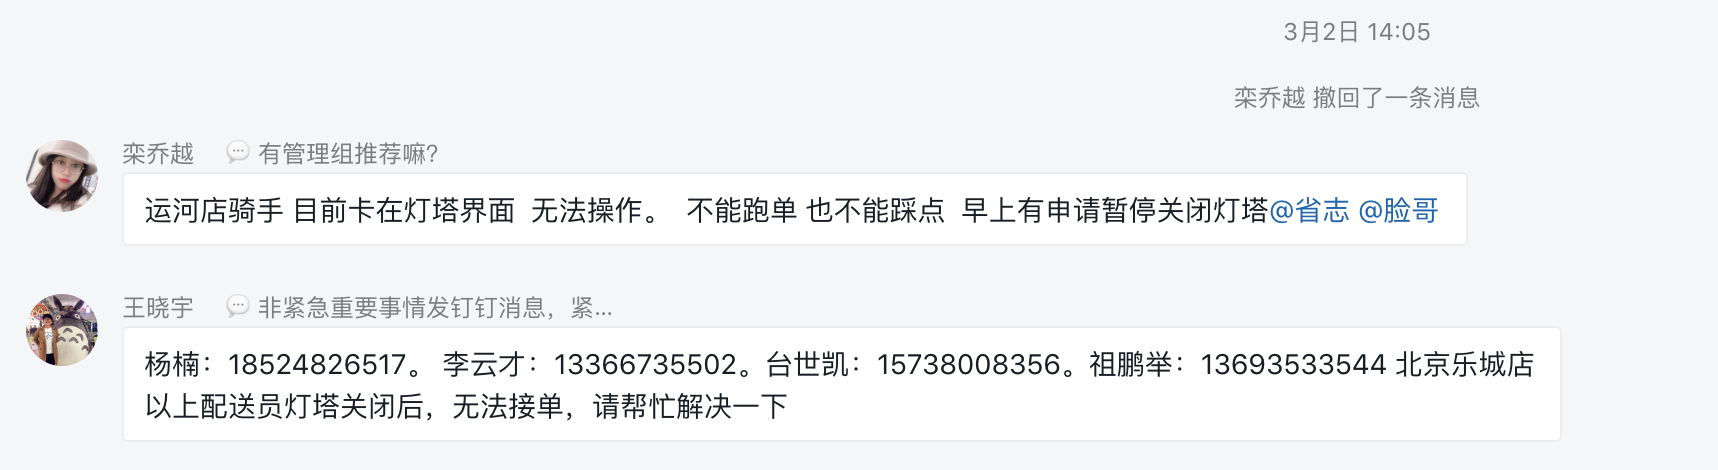 3月2日 14:05
栾乔越 撤回了一条消息
栾乔越 有管理组推荐嘛?
运河店骑手 目前卡在灯塔界面 无法操作。 不能跑单 也不能踩点 早上有申请暂停关闭灯塔@省志 @脸哥
王晓宇 非紧急重要事情发钉钉消息，紧...
杨楠：18524826517。 李云才：13366735502。台世凯：15738008356。祖鹏举：13693533544 北京乐城店
以上配送员灯塔关闭后，无法接单，请帮忙解决一下